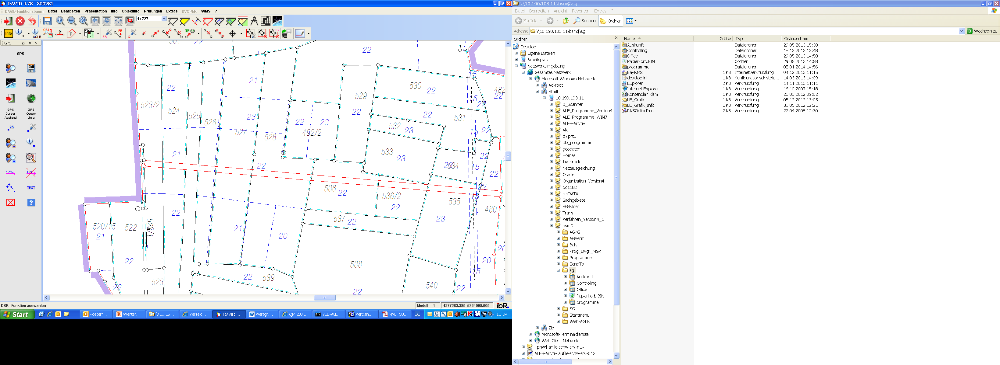 DAVID 4.78 - 300281
DAVID-Funktionsbaum Datei Bearbeiten Präsentation Info Objektinfo Prüfungen Extras DVOPER WMS ?
1 : 727
Info AGLB OBJ FB FB SP FB
GPS
GPS
ODR
GPS Cursor Abstand
GPS Cursor Linie
.25
12% 12%
TEXT
501 22 22
22 21 530 22 482 22
523/2 524 525 526 23 529 22 15 22
22 23 22 531
527 528 492/2 532 23 15 22
21 22 533 23 23 534 15 22 22
536 22 536/2 22 535 22 15
22 537 22 23 480
520/15 21 522 528/1 21 20
22 538 20 20
523 22 539 540 15
22 22 22
DSR - Funktion auswählen
Modell 1 4377283.389 5264098.909 ibR.
Start Postein... Werter... \\10.19... Verzeic... DAVID ... wertgr... QM 2.0 ... VLE-Au... Verban... MVL_50... DE 11:04
\\10.190.103.11\bsm$\sg
Datei Bearbeiten Ansicht Favoriten Extras ?
Zurück Suchen Ordner
Adresse \\10.190.103.11\bsm$\sg Wechseln zu
Ordner
Desktop
Eigene Dateien
Arbeitsplatz
Netzwerkumgebung
Gesamtes Netzwerk
Microsoft Windows-Netzwerk
Ad-root
Stmlf
10.190.103.11
0_Scanner
ALE_Programme_Version4
ALE_Programme_WIN7
ALES-Archiv
Alle
d7iprt1
dle_programme
geodaten
Homes
ihv-druck
Netzausgleichung
Oracle
Organisation_Version4
pc1182
rmDATA
Sachgebiete
SG-Bilder
Trans
Verfahren_Version4_1
bsm$
AGKG
AGVerm
Balis
Prog_Dvgr_MGR
Programme
SendTo
sg
Auskunft
Controlling
Office
Papierkorb.BIN
programme
SGL
Startmenü
Web-AGLB
Zle
Microsoft-Terminaldienste
Web Client Network
_pnw$ an le-schw-srv-n1v
ALES-Archiv auf le-schw-srv-012
Name Größe Typ Geändert am
Auskunft Dateiordner 29.05.2013 15:30
Controlling Dateiordner 18.12.2013 13:48
Office Dateiordner 29.05.2013 14:58
Papierkorb.BIN Ordner 29.05.2013 14:58
programme Dateiordner 08.01.2014 14:56
BayRMS 1 KB Internetverknüpfung 04.12.2013 11:15
desktop.ini 1 KB Konfigurationseinstellu... 14.03.2013 14:09
Explorer 2 KB Verknüpfung 14.11.2013 11:11
Internet Explorer 2 KB Verknüpfung 16.10.2007 15:18
Kontenplan.xlsm 1 KB Verknüpfung 23.03.2012 09:02
LE_Grafik 1 KB Verknüpfung 05.12.2012 13:05
LE_Grafik_Info 1 KB Verknüpfung 30.05.2012 12:21
RKSOnlinePlus 2 KB Verknüpfung 22.04.2008 12:30